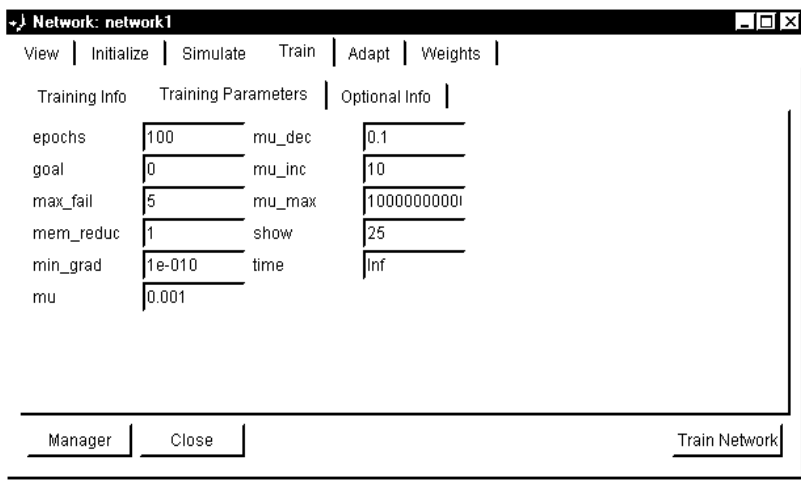 Network: network1
View Initialize Simulate Train Adapt Weights
Training Info Training Parameters Optional Info
epochs 100 mu_dec 0.1
goal 0 mu_inc 10
max_fail 5 mu_max 1000000000
mem_reduc 1 show 25
min_grad 1e-010 time Inf
mu 0.001
Manager Close Train Network